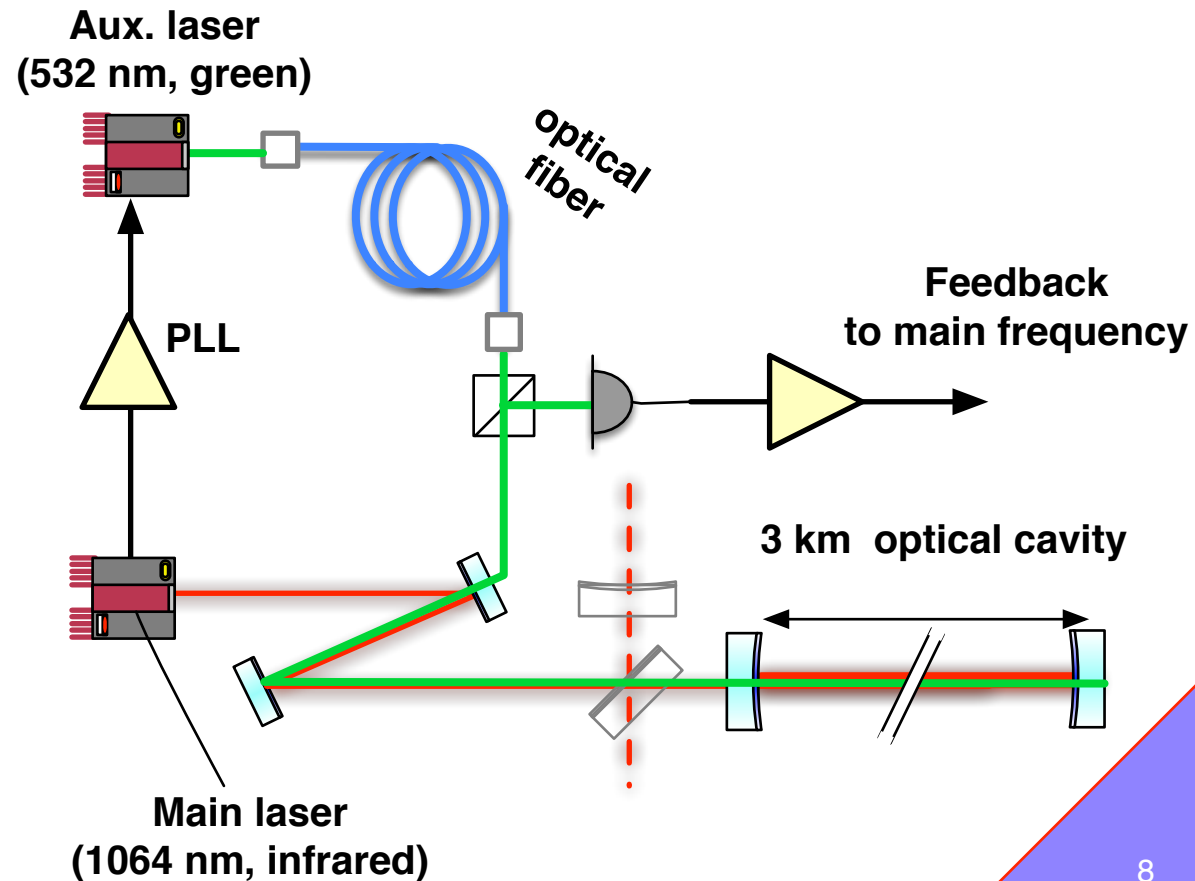 Aux. laser
(532 nm, green)
optical
fiber
PLL
Feedback
to main frequency
3 km optical cavity
Main laser
(1064 nm, infrared)
8